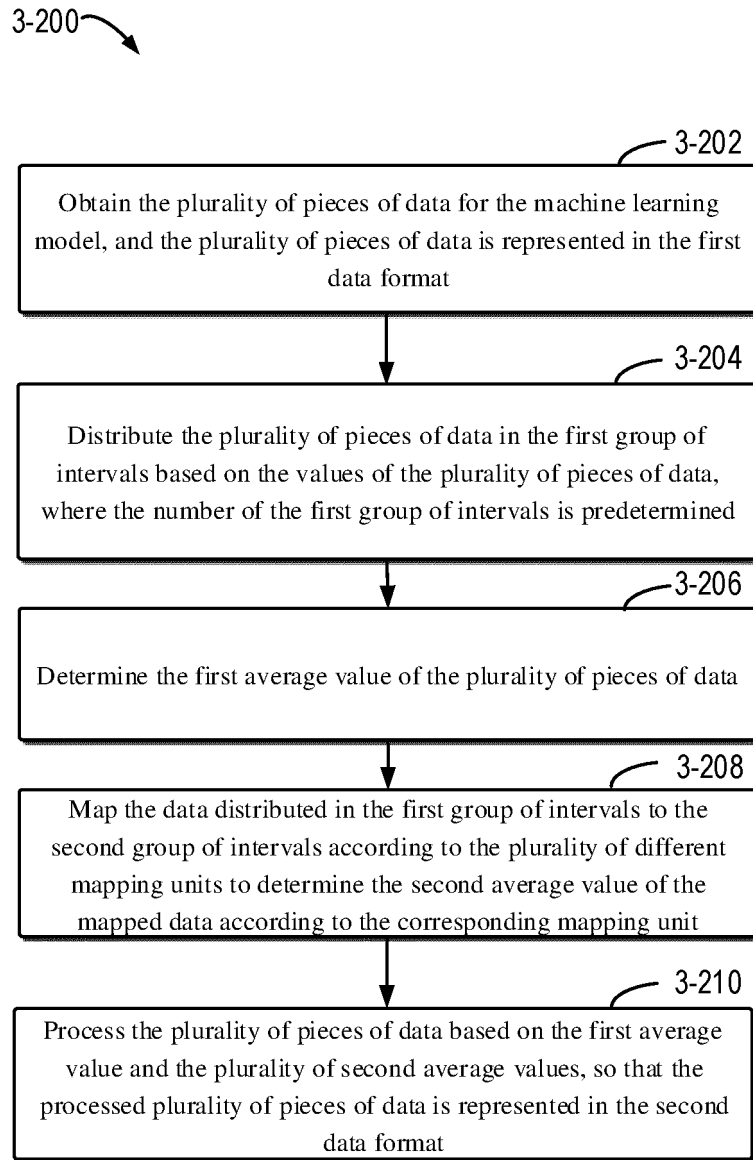 3-200
3-202
Obtain the plurality of pieces of data for the machine learning
model, and the plurality of pieces of data is represented in the first
data format
3-204
Distribute the plurality of pieces of data in the first group of
intervals based on the values of the plurality of pieces of data,
where the number of the first group of intervals is predetermined
3-206
Determine the first average value of the plurality of pieces of data
3-208
Map the data distributed in the first group of intervals to the
second group of intervals according to the plurality of different
mapping units to determine the second average value of the
mapped data according to the corresponding mapping unit
3-210
Process the plurality of pieces of data based on the first average
value and the plurality of second average values, so that the
processed plurality of pieces of data is represented in the second
data format